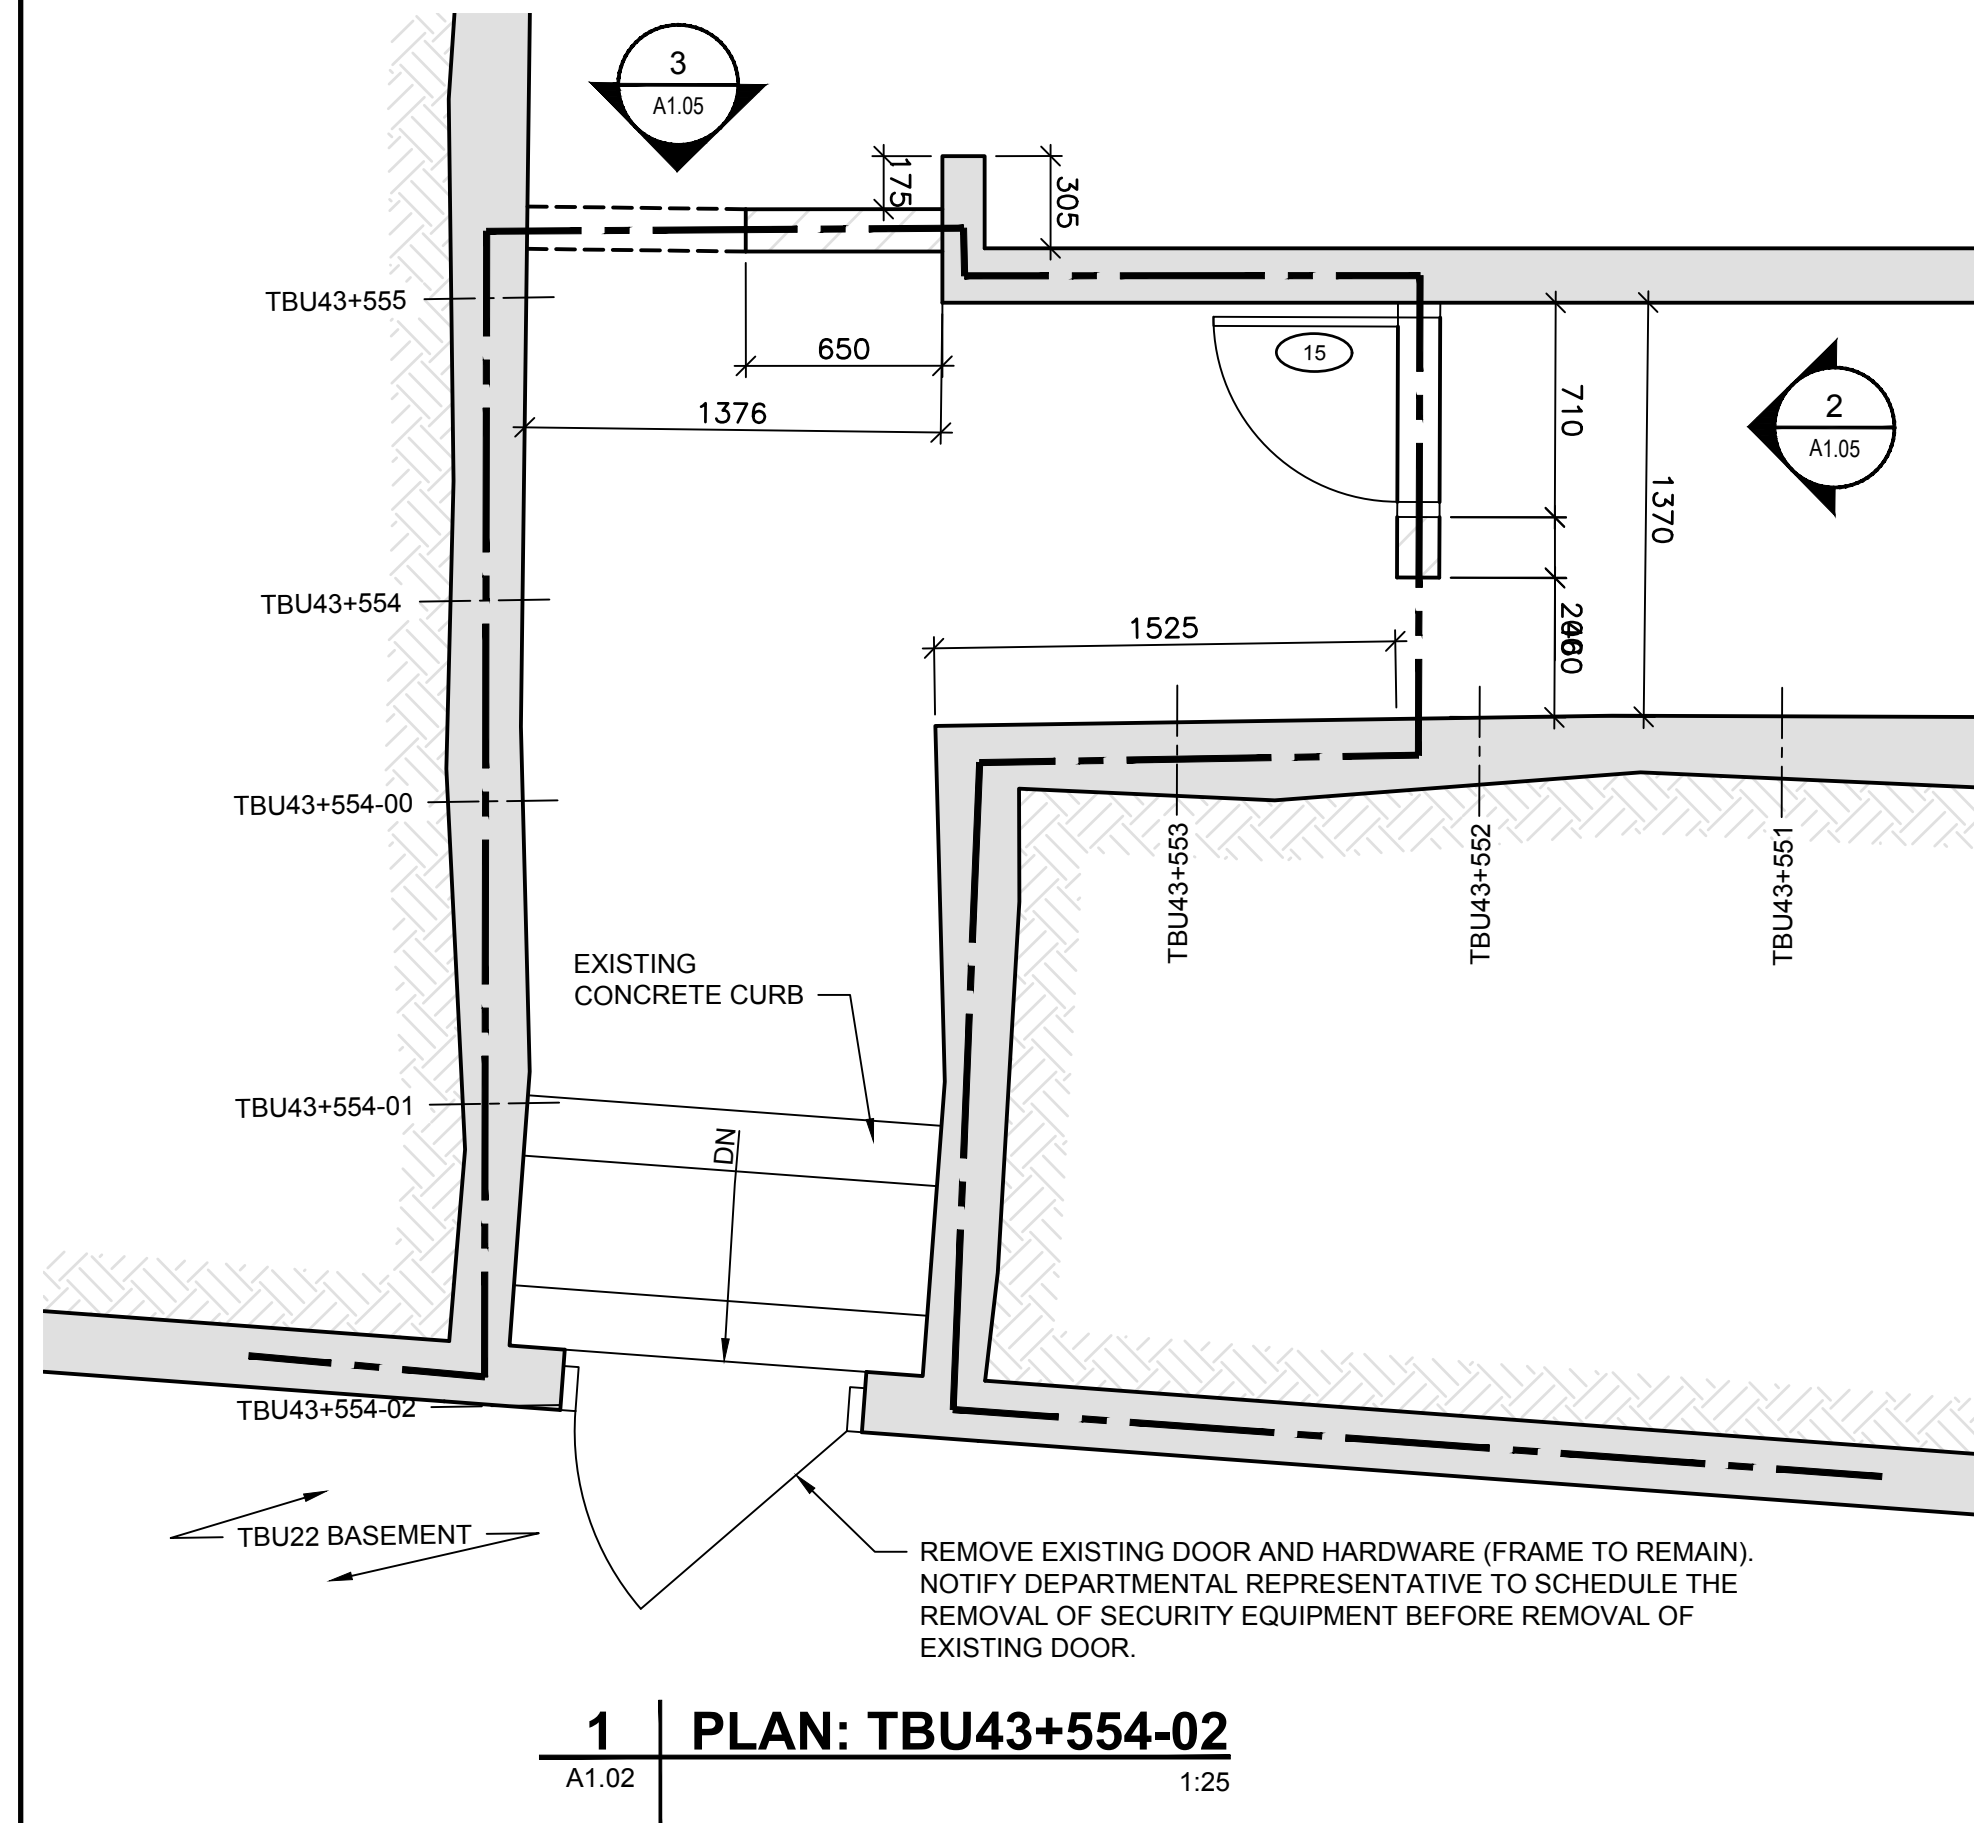 3
A1.05
175
305
TBU43+555
650
15
1376
710
2
A1.05
1370
TBU43+554
1525
TBU43+554-00
TBU43+553
TBU43+552
TBU43+551
EXISTING
CONCRETE CURB
TBU43+554-01
DN
TBU43+554-02
TBU22 BASEMENT
REMOVE EXISTING DOOR AND HARDWARE (FRAME TO REMAIN).
NOTIFY DEPARTMENTAL REPRESENTATIVE TO SCHEDULE THE
REMOVAL OF SECURITY EQUIPMENT BEFORE REMOVAL OF
EXISTING DOOR.
1
PLAN: TBU43+554-02
A1.02
1:25